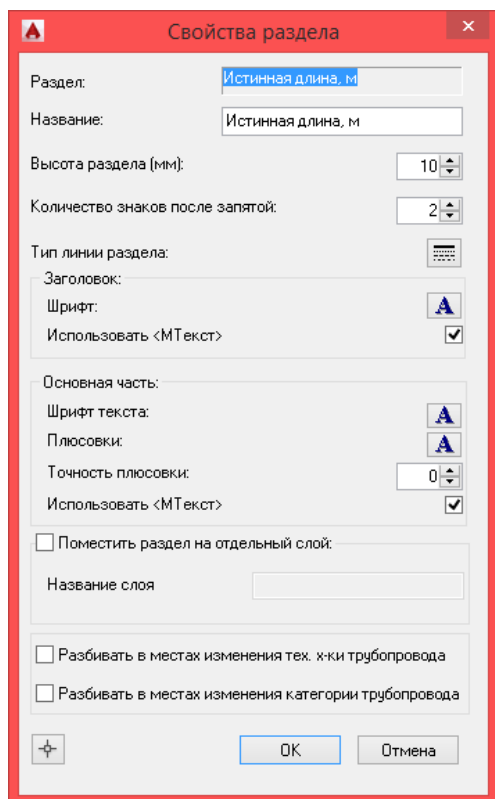 Свойства раздела
Раздел: Истинная длина, м
Название: Истинная длина, м
Высота раздела (мм): 10
Количество знаков после запятой: 2
Тип линии раздела:
Заголовок:
Шрифт: A
Использовать <МТекст>
Основная часть:
Шрифт текста: A
Плюсовки: A
Точность плюсовки: 0
Использовать <МТекст>
Поместить раздел на отдельный слой:
Название слоя
Разбивать в местах изменения тех. х-ки трубопровода
Разбивать в местах изменения категории трубопровода
ОК Отмена